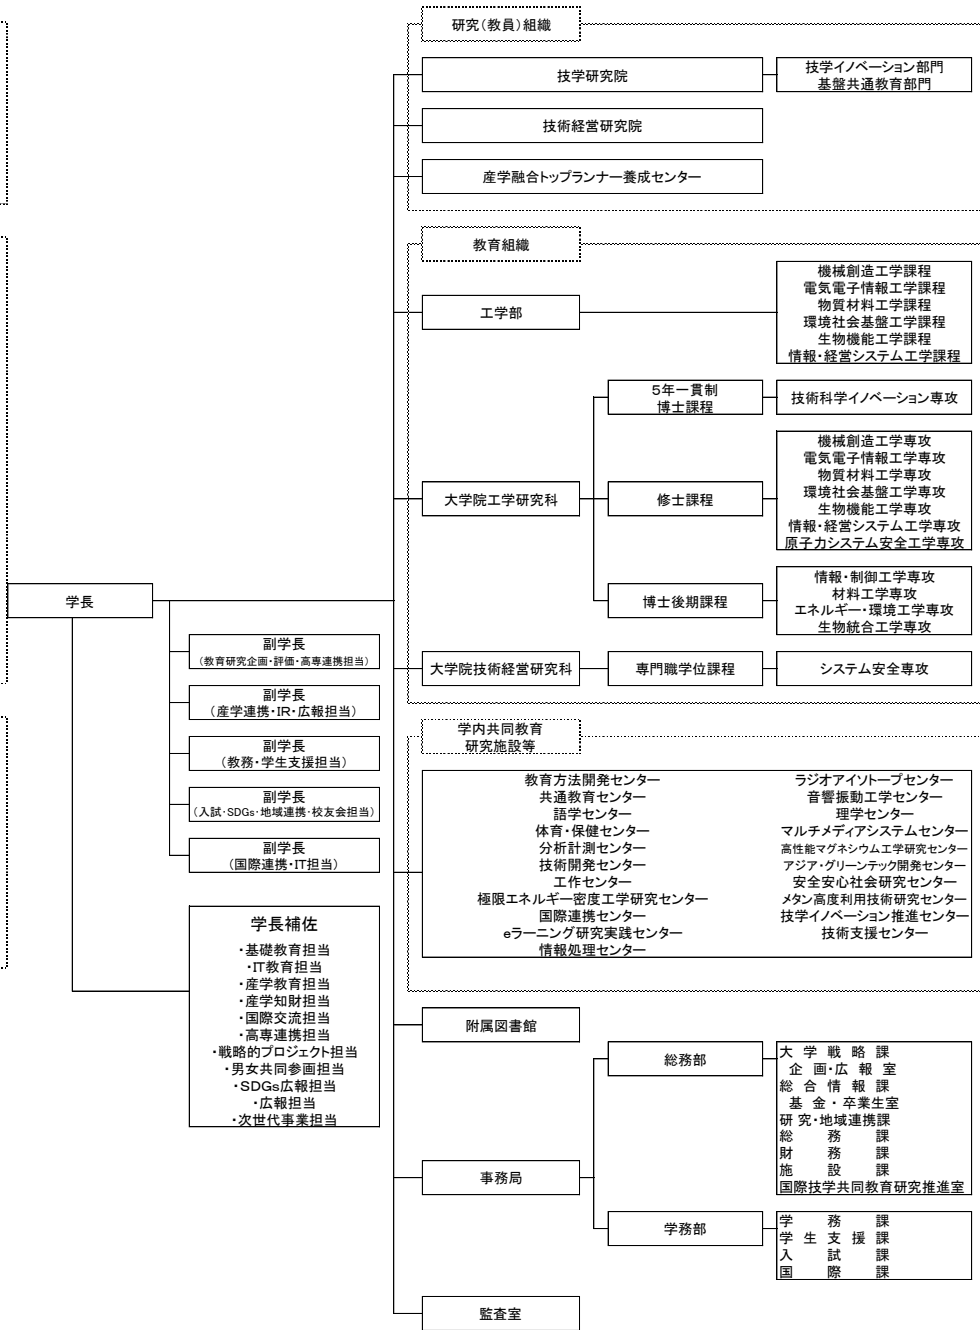 研究(教員)組織
技学研究院
技学イノベーション部門
基盤共通教育部門
技術経営研究院
産学融合トップランナー養成センター
教育組織
工学部
機械創造工学課程
電気電子情報工学課程
物質材料工学課程
環境社会基盤工学課程
生物機能工学課程
情報・経営システム工学課程
5年一貫制
博士課程
技術科学イノベーション専攻
大学院工学研究科
修士課程
機械創造工学専攻
電気電子情報工学専攻
物質材料工学専攻
環境社会基盤工学専攻
生物機能工学専攻
情報・経営システム工学専攻
原子力システム安全工学専攻
博士後期課程
情報・制御工学専攻
材料工学専攻
エネルギー・環境工学専攻
生物統合工学専攻
大学院技術経営研究科
専門職学位課程
システム安全専攻
学長
副学長
(教育研究企画・評価・高専連携担当)
副学長
(産学連携・IR・広報担当)
副学長
(教務・学生支援担当)
副学長
(入試・SDGs・地域連携・校友会担当)
副学長
(国際連携・IT担当)
学長補佐
・基礎教育担当
・IT教育担当
・産学教育担当
・産学知財担当
・国際交流担当
・高専連携担当
・戦略的プロジェクト担当
・男女共同参画担当
・SDGs広報担当
・広報担当
・次世代事業担当
学内共同教育
研究施設等
教育方法開発センター
共通教育センター
語学センター
体育・保健センター
分析計測センター
技術開発センター
工作センター
極限エネルギー密度工学研究センター
国際連携センター
eラーニング研究実践センター
情報処理センター
ラジオアイソトープセンター
音響振動工学センター
理学センター
マルチメディアシステムセンター
高性能マグネシウム工学研究センター
アジア・グリーンテック開発センター
安全安心社会研究センター
メタン高度利用技術研究センター
技学イノベーション推進センター
技術支援センター
附属図書館
事務局
総務部
大学戦略課
企画・広報室
総合情報課
基金・卒業生室
研究・地域連携課
総務課
財務課
施設課
国際技学共同教育研究推進室
学務部
学務課
学生支援課
入試課
国際課
監査室